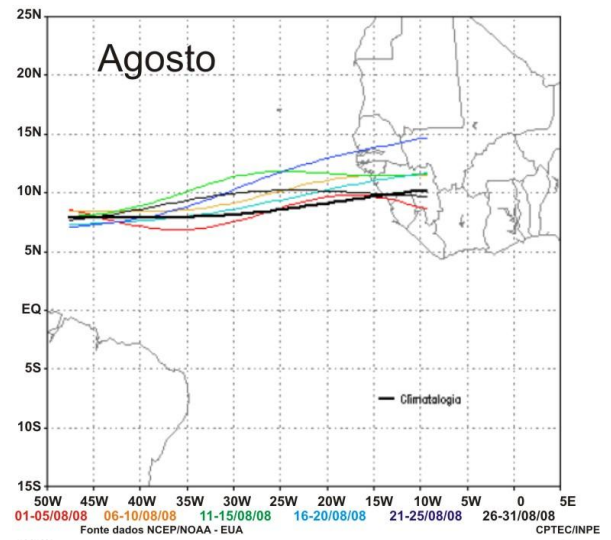 25N
Agosto
20N
15N
10N
5N
EQ
5S
Climatalogia
10S
15S
50W 45W 40W 35W 30W 25W 20W 15W 10W 5W 0 5E
01-05/08/08 06-10/08/08 11-15/08/08 16-20/08/08 21-25/08/08 26-31/08/08
Fonte dados NCEP/NOAA - EUA CPTEC/INPE